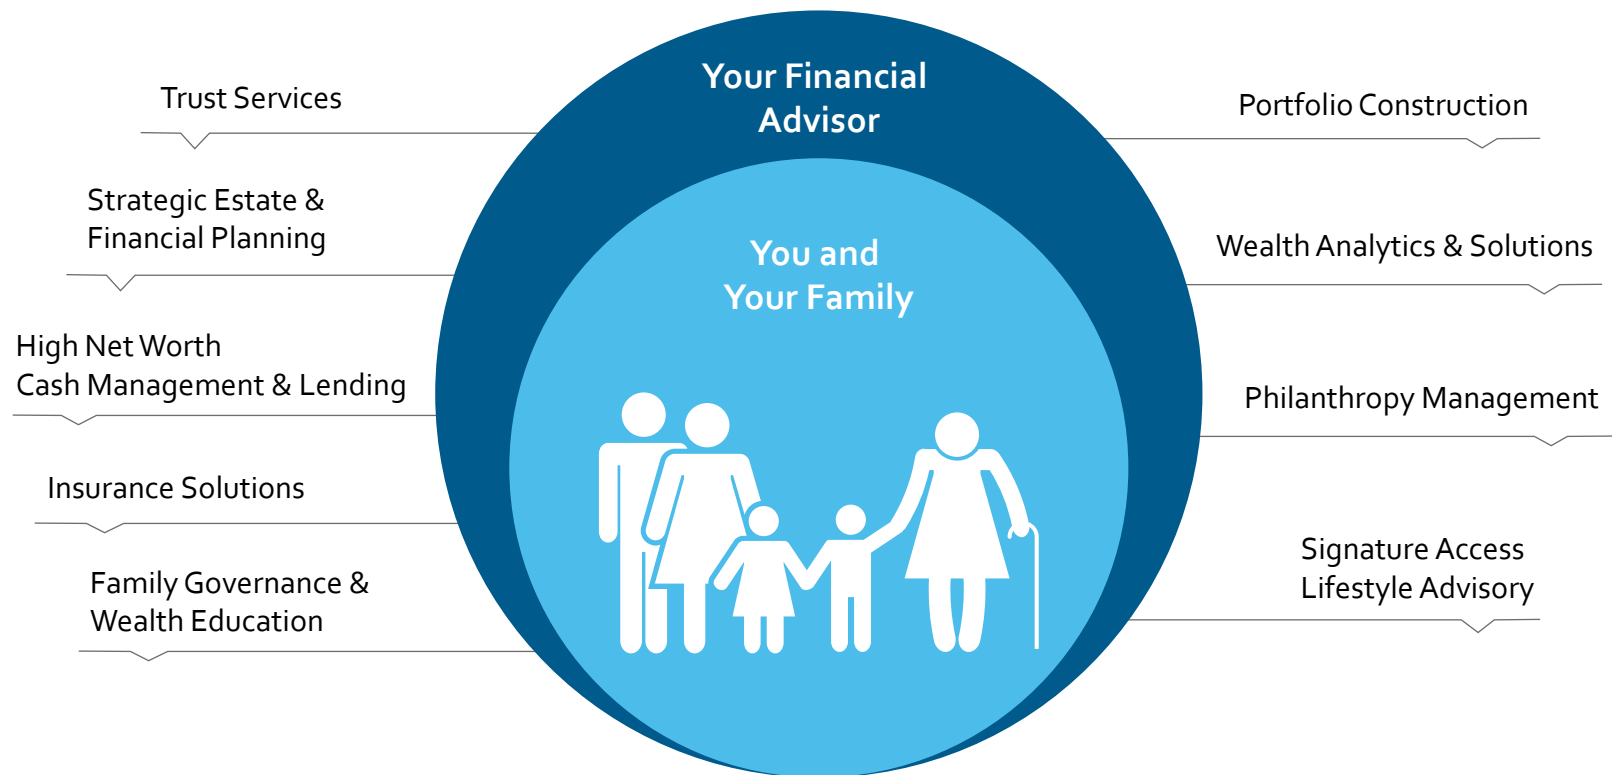 Your Financial
Advisor
You and
Your Family
Trust Services
Strategic Estate &
Financial Planning
High Net Worth
Cash Management & Lending
Insurance Solutions
Family Governance &
Wealth Education
Portfolio Construction
Wealth Analytics & Solutions
Philanthropy Management
Signature Access
Lifestyle Advisory